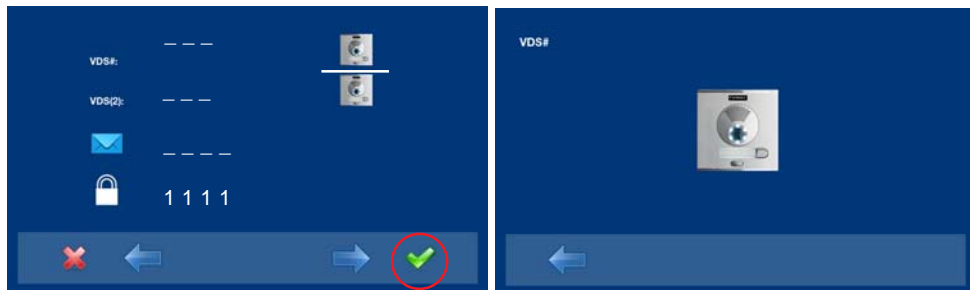 VDS#:
_ _ _
VDS(2):
_ _ _
_ _ _ _
1 1 1 1
VDS#